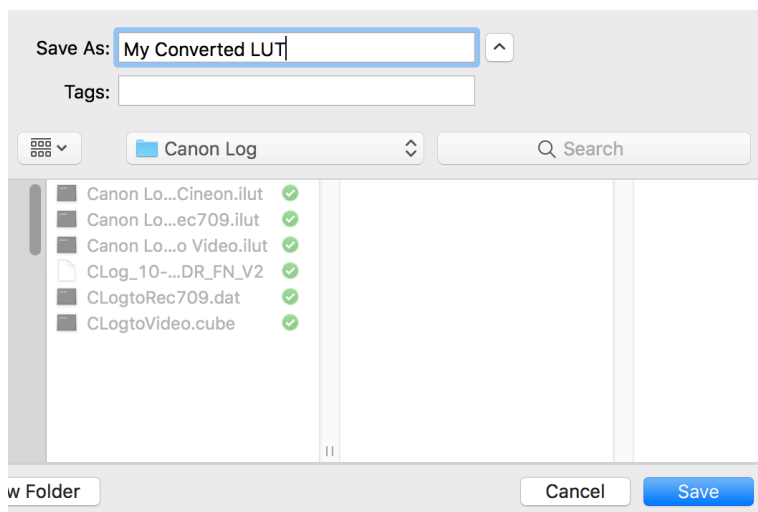 Save As: My Converted LUT
Tags:
Canon Log
Search
Canon Lo...Cineon.ilut
Canon Lo...ec709.ilut
Canon Lo...o Video.ilut
CLog_10-...DR_FN_V2
CLogtoRec709.dat
CLogtoVideo.cube
w Folder Cancel Save